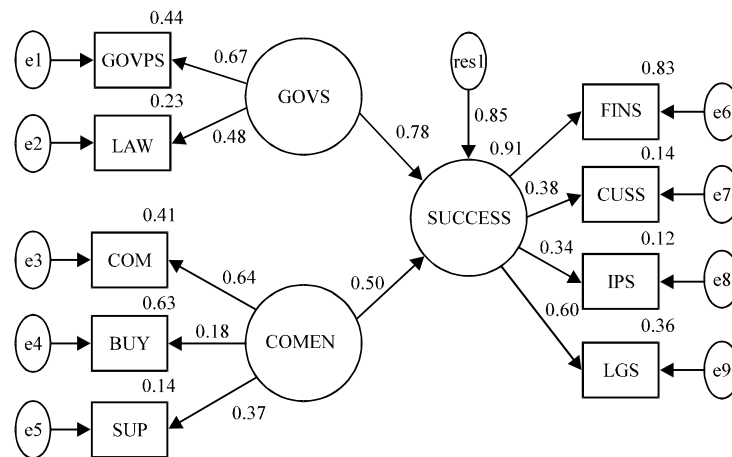 0.44
e1
GOVPS
0.67
0.23
e2
LAW
0.48
GOVS
0.78
res1
0.85
0.83
0.91
FINS
e6
0.14
0.38
CUSS
e7
SUCCESS
0.12
0.34
IPS
e8
0.36
0.60
LGS
e9
0.41
e3
COM
0.64
0.63
e4
BUY
0.18
COMEN
0.50
0.14
e5
SUP
0.37